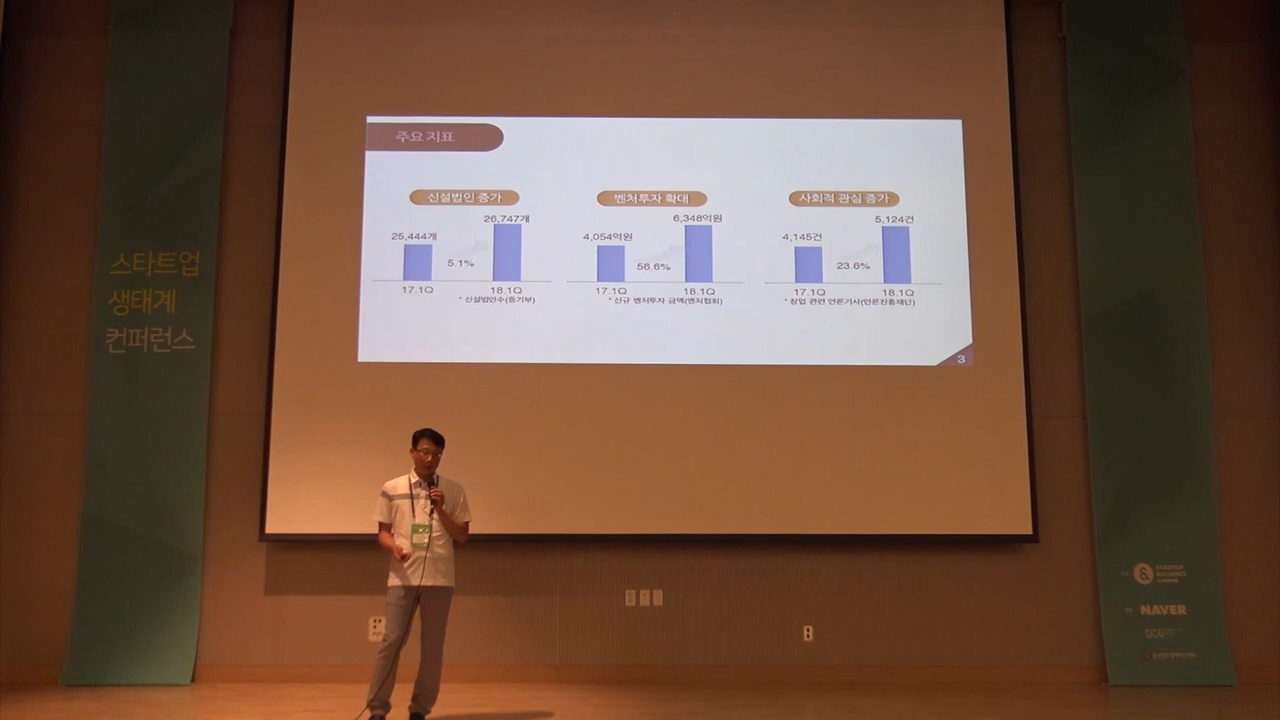 주요 지표
신설법인 증가
25,444개
26,747개
5.1%
17.1Q
18.1Q
* 신설법인수(중기부)
벤처투자 확대
4,054억원
6,348억원
56.6%
17.1Q
18.1Q
* 신규 벤처투자 금액(벤처협회)
사회적 관심 증가
4,145건
5,124건
23.6%
17.1Q
18.1Q
* 창업 관련 언론기사(언론진흥재단)
3
스타트업
생태계
컨퍼런스
STARTUP
ALLIANCE
NAVER